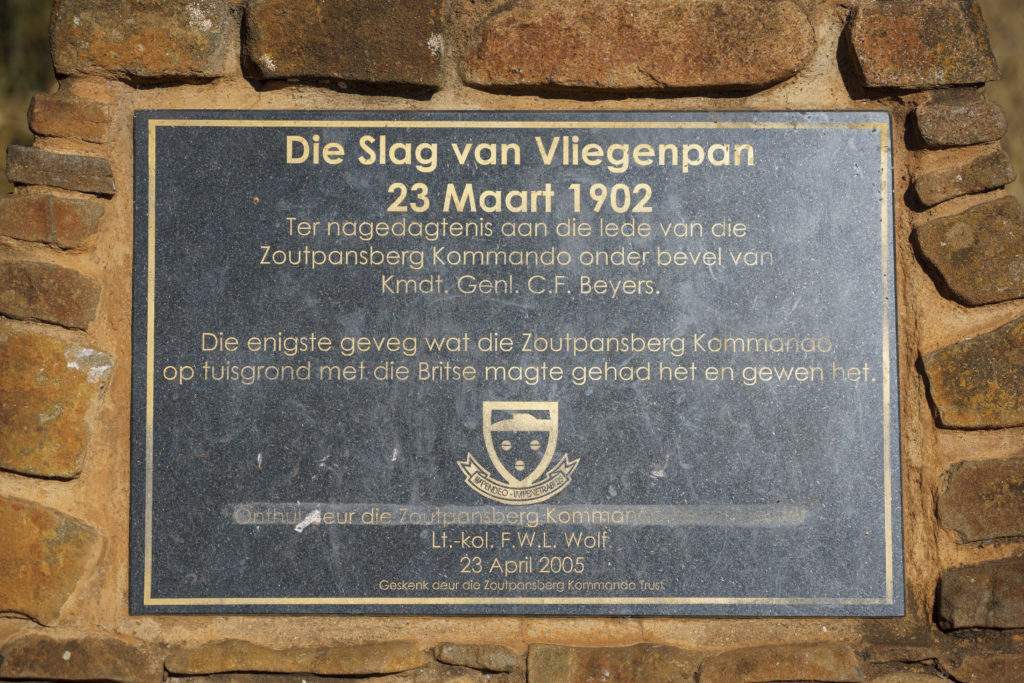 Die Slag van Vliegenpan
23 Maart 1902
Ter nagedagtenis aan die lede van die
Zoutpansberg Kommando onder bevel van
Kmdt. Genl. C.F. Beyers.
Die enigste geveg wat die Zoutpansberg Kommando
op tuisgrond met die Britse magte gehad het en gewen het.
Onthul deur die Zoutpansberg
Lt.-kol. F.W.L. Wolf
23 April 2005
Geskenk deur die Zoutpansberg Kommando Trust